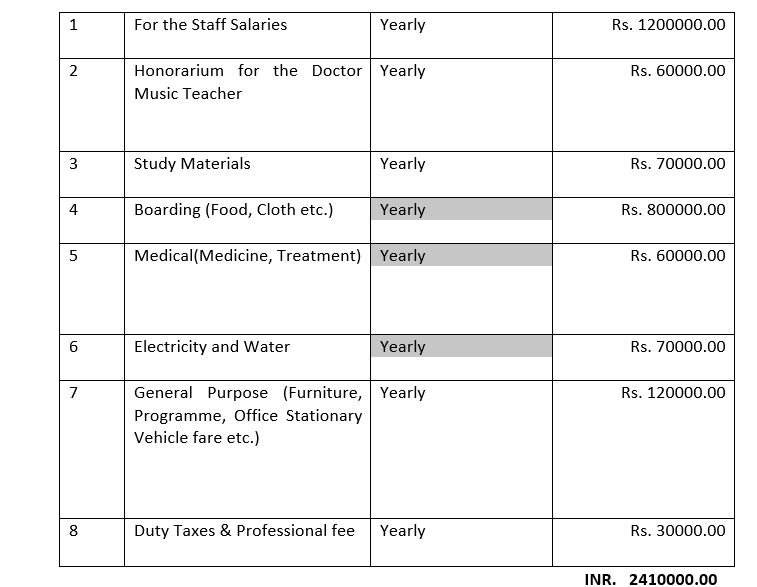 1 For the Staff Salaries Yearly Rs. 1200000.00
2 Honorarium for the Doctor Yearly Rs. 60000.00
Music Teacher
3 Study Materials Yearly Rs. 70000.00
4 Boarding (Food, Cloth etc.) Yearly Rs. 800000.00
5 Medical(Medicine, Treatment) Yearly Rs. 60000.00
6 Electricity and Water Yearly Rs. 70000.00
7 General Purpose (Furniture, Yearly Rs. 120000.00
Programme, Office Stationary
Vehicle fare etc.)
8 Duty Taxes & Professional fee Yearly Rs. 30000.00
INR. 2410000.00